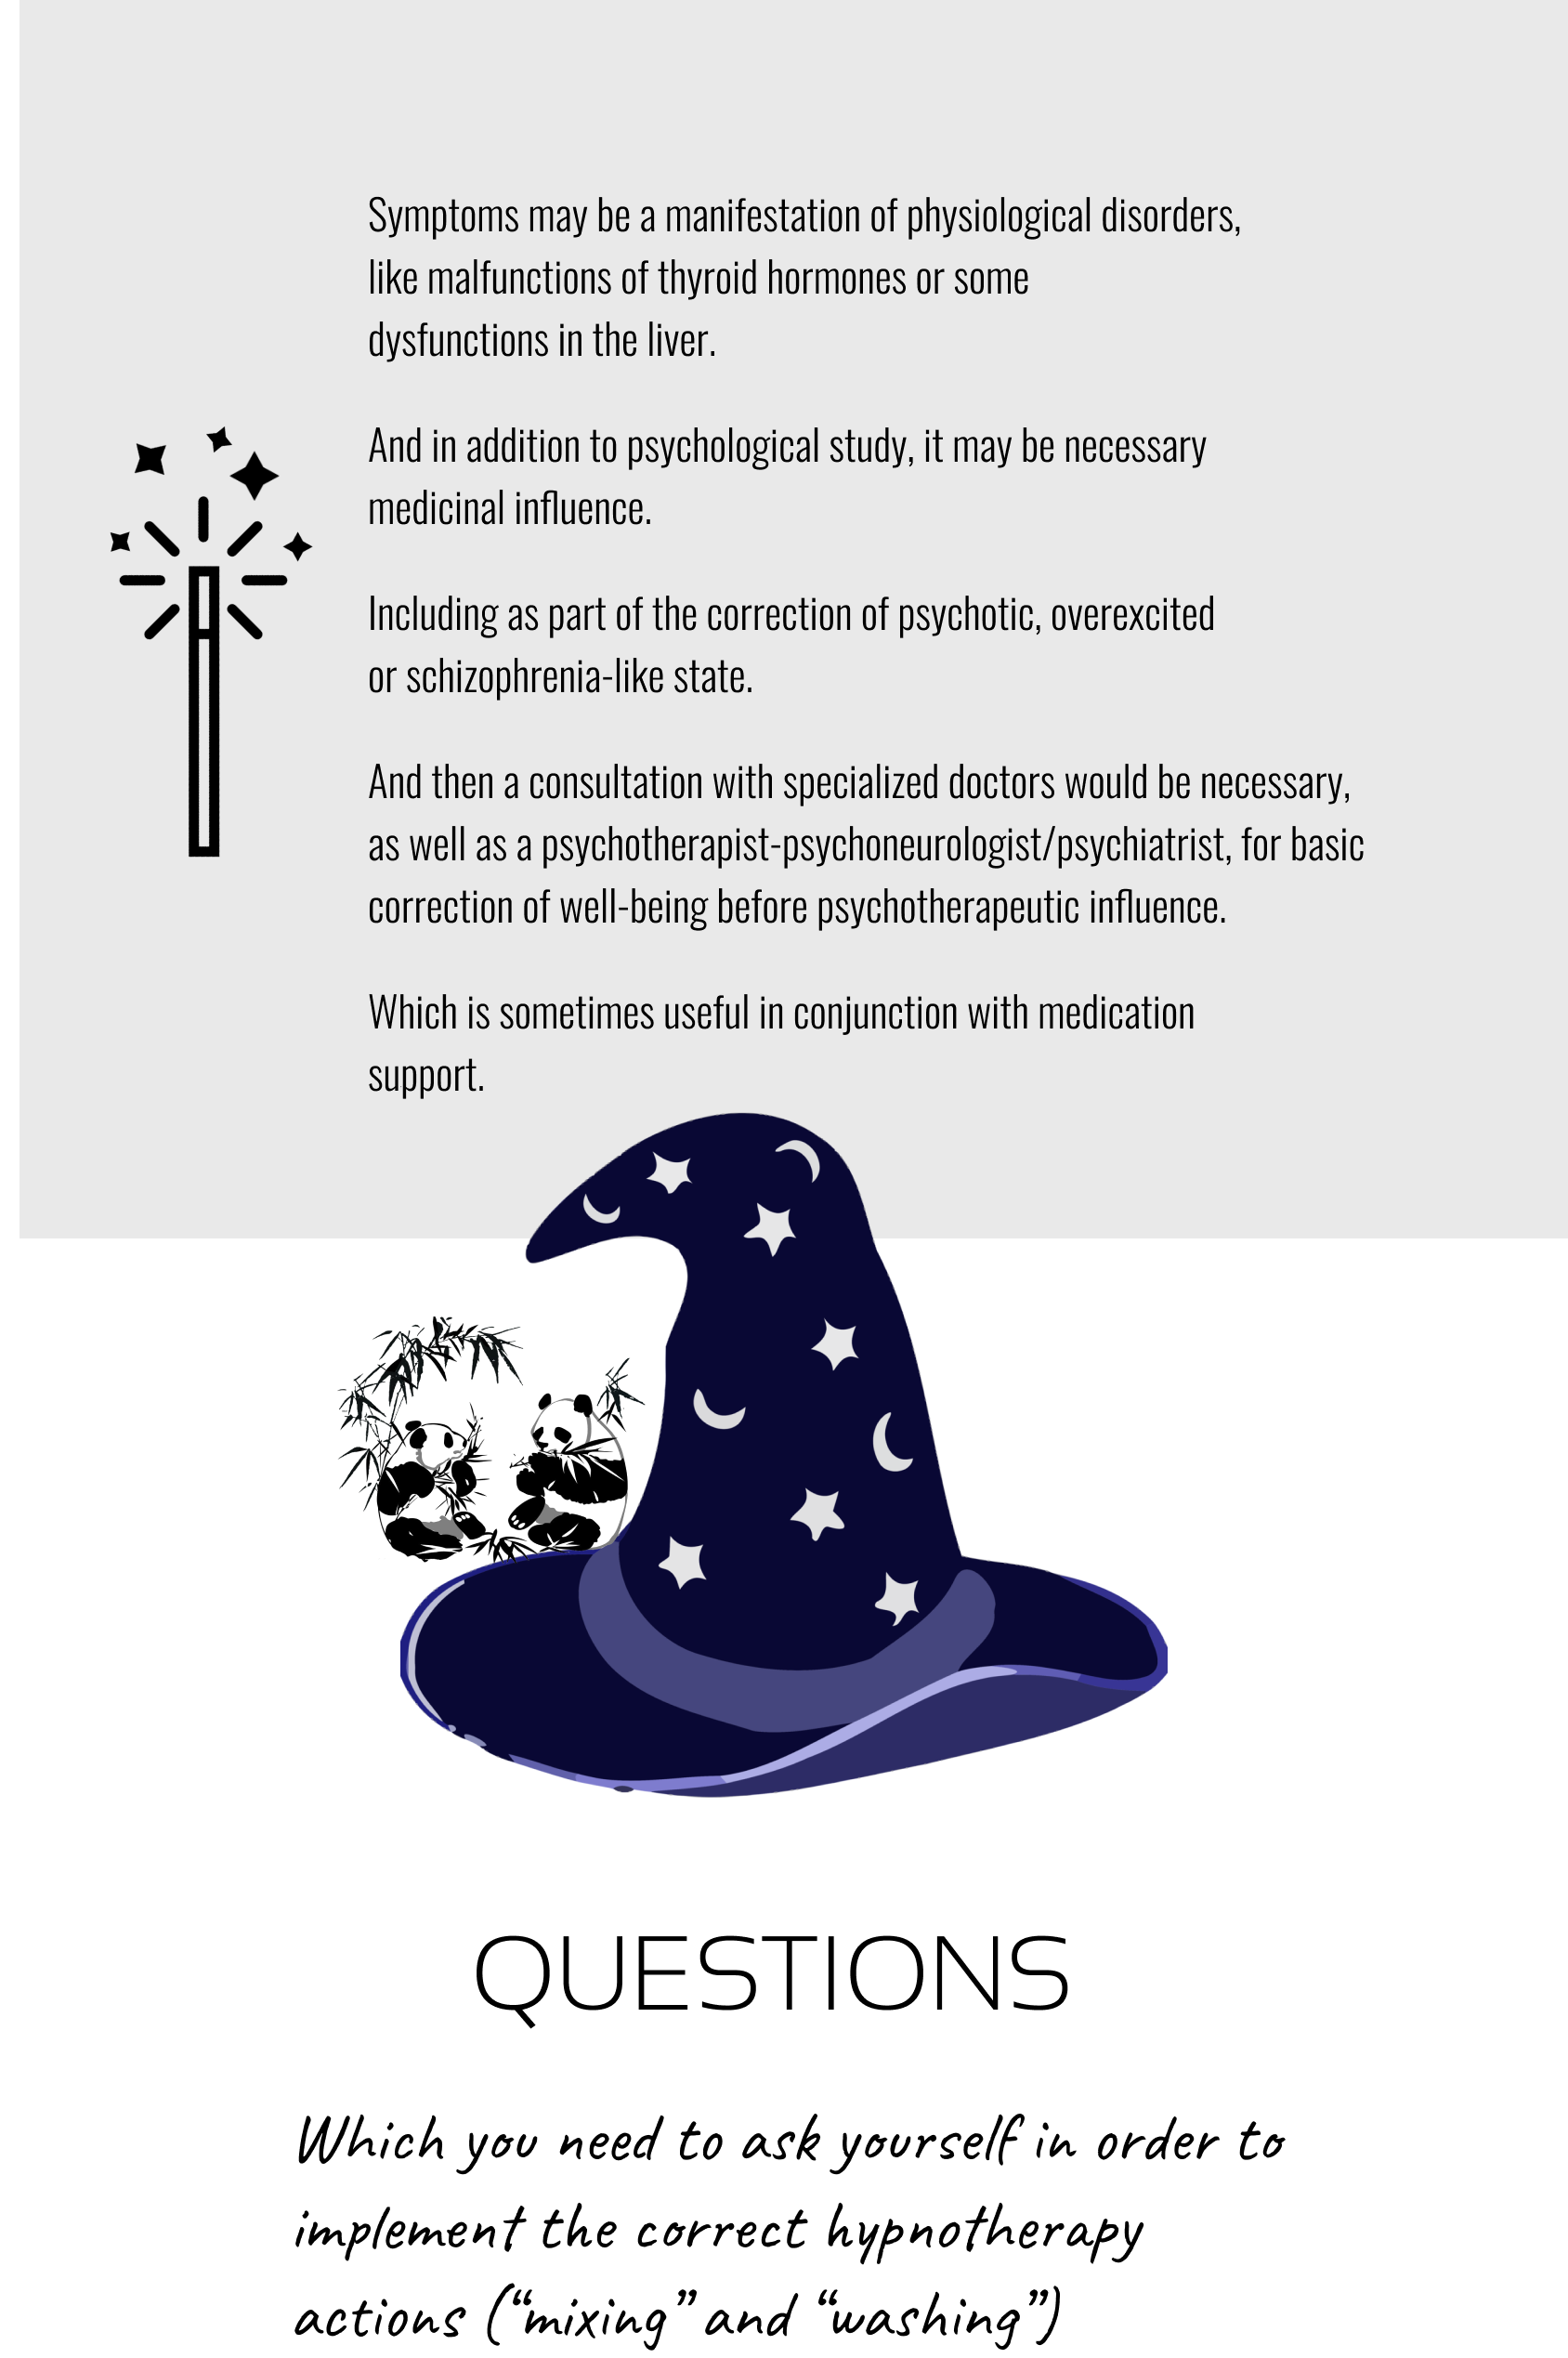 Symptoms may be a manifestation of physiological disorders,
like malfunctions of thyroid hormones or some
dysfunctions in the liver.
And in addition to psychological study, it may be necessary
medicinal influence.
Including as part of the correction of psychotic, overexcited
or schizophrenia-like state.
And then a consultation with specialized doctors would be necessary,
as well as a psychotherapist-psychoneurologist/psychiatrist, for basic
correction of well-being before psychotherapeutic influence.
Which is sometimes useful in conjunction with medication
support.
QUESTIONS
Which you need to ask yourself in order to
implement the correct hypnotherapy
actions (“mixing” and “washing”)